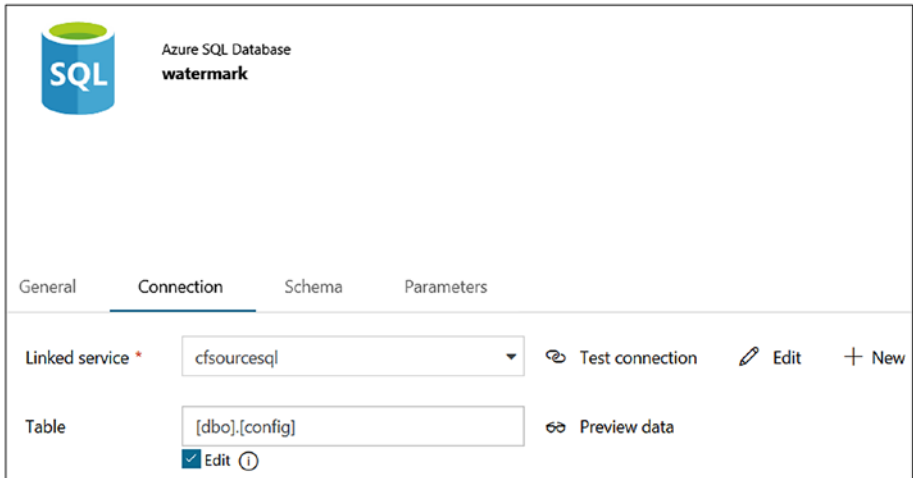 SQL
Azure SQL Database
watermark
General Connection Schema Parameters
Linked service * cfsourcesql Test connection Edit + New
Table [dbo].[config] Preview data
Edit